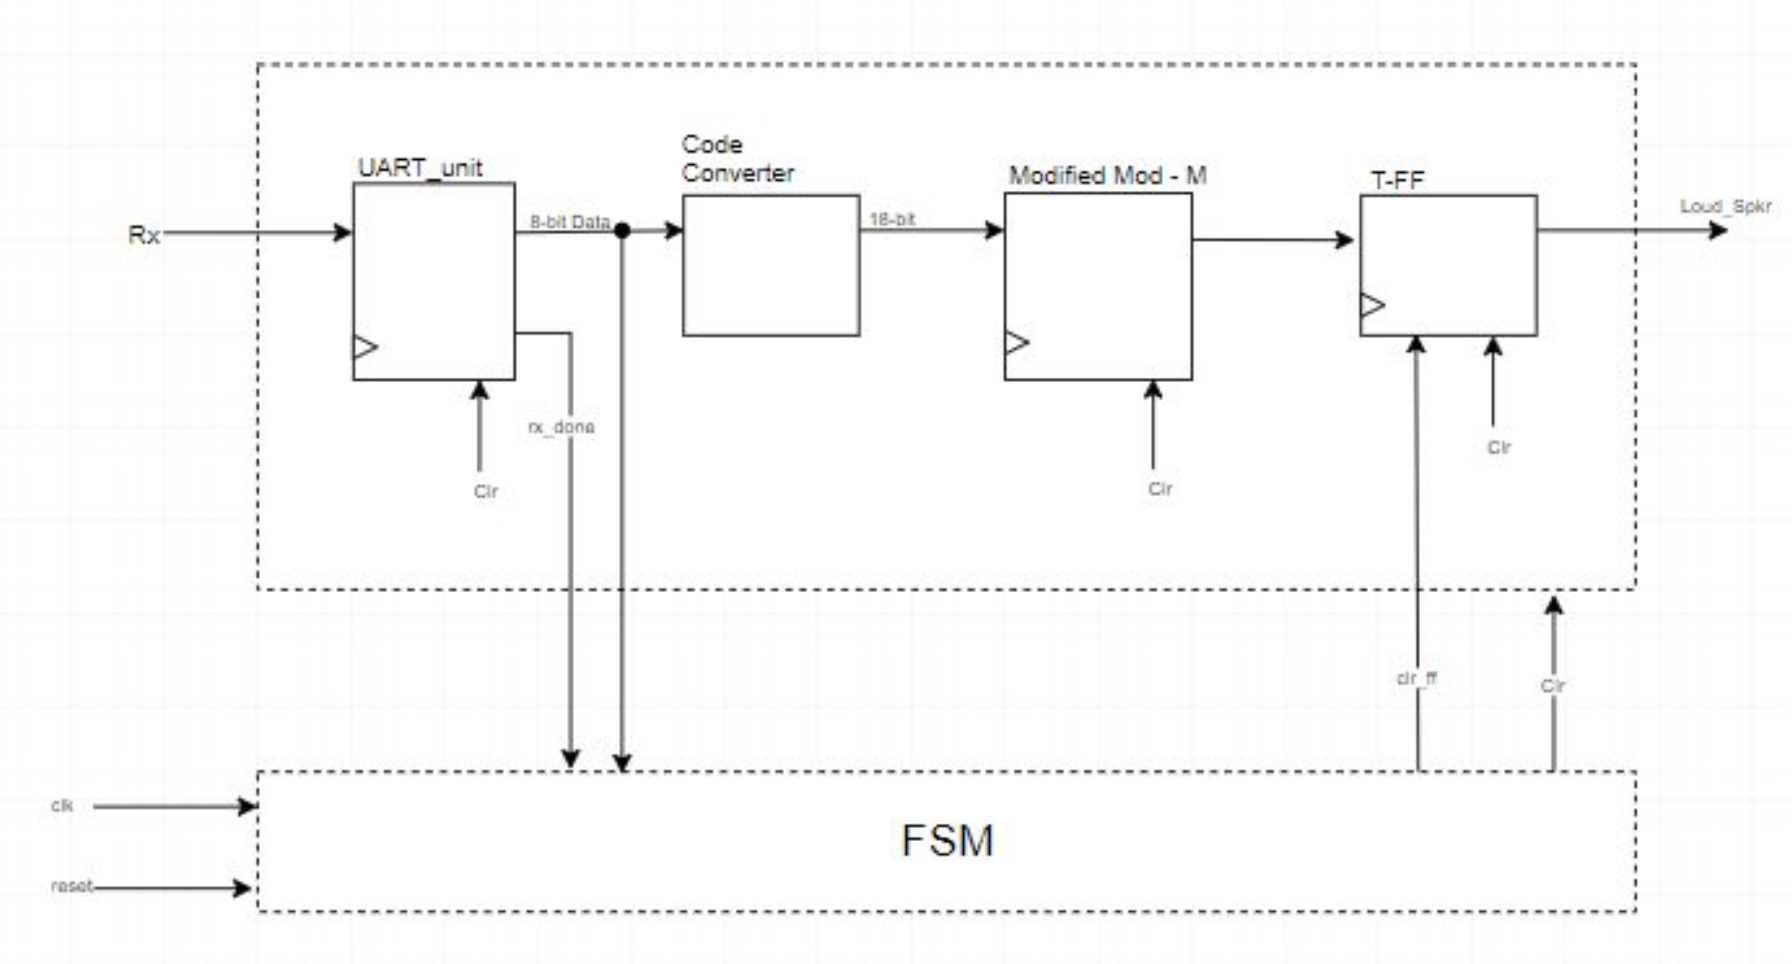 Code
Converter
UART_unit
Modified Mod - M
T-FF
Loud_Spkr
8-bit Data
18-bit
Rx
rx_done
Clr
Clr
Clr
clr_ff
Clr
clk
FSM
reset